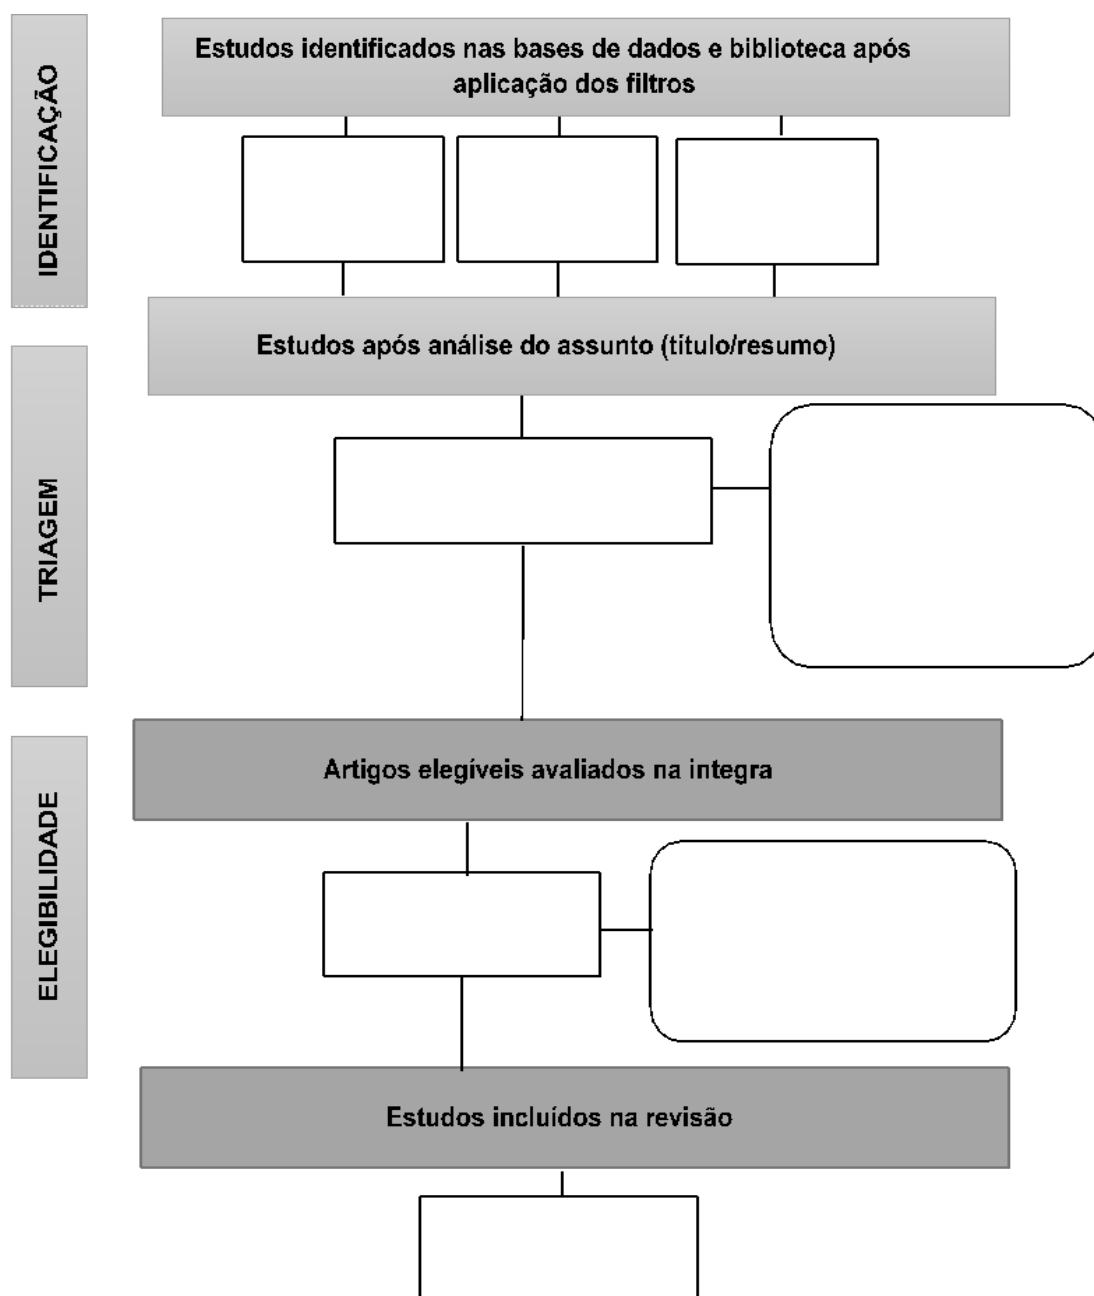 IDENTIFICAÇÃO
Estudos identificados nas bases de dados e biblioteca após
aplicação dos filtros
Estudos após análise do assunto (título/resumo)
TRIAGEM
Artigos elegíveis avaliados na integra
ELEGIBILIDADE
Estudos incluídos na revisão